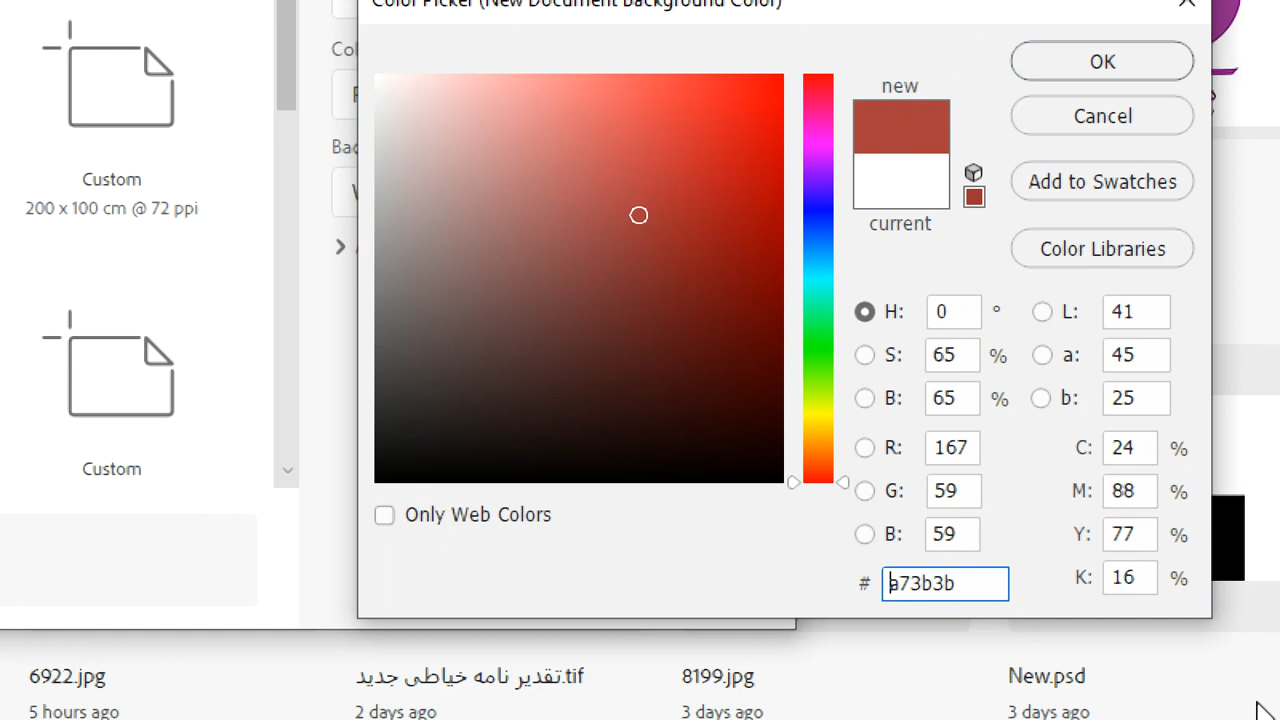 Color Picker (New Document Background Color)
Custom
200 x 100 cm @ 72 ppi
Custom
new
current
OK
Cancel
Add to Swatches
Color Libraries
H: 0 °
S: 65 %
B: 65 %
R: 167
G: 59
B: 59
# a73b3b
L: 41
a: 45
b: 25
C: 24 %
M: 88 %
Y: 77 %
K: 16 %
Only Web Colors
6922.jpg
5 hours ago
تقدیر نامه خیاطی جدید.tif
2 days ago
8199.jpg
3 days ago
New.psd
3 days ago